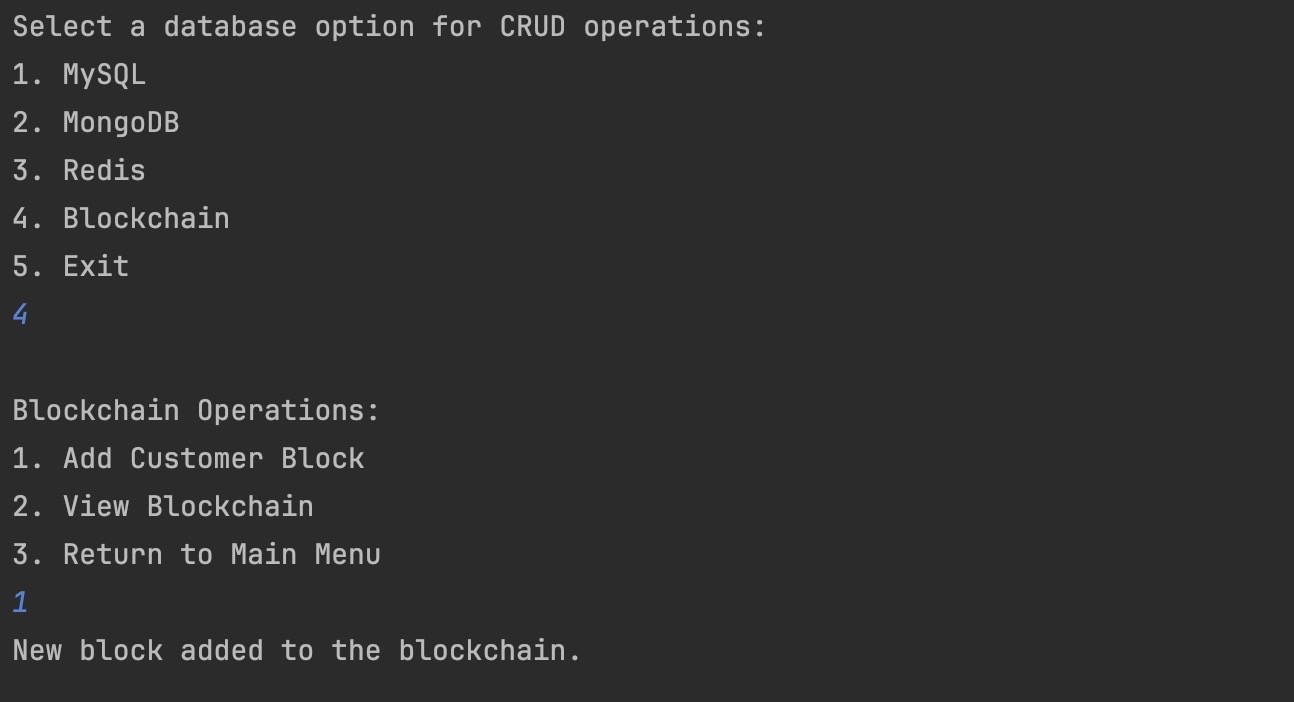 Select a database option for CRUD operations:
1. MySQL
2. MongoDB
3. Redis
4. Blockchain
5. Exit
4
Blockchain Operations:
1. Add Customer Block
2. View Blockchain
3. Return to Main Menu
1
New block added to the blockchain.